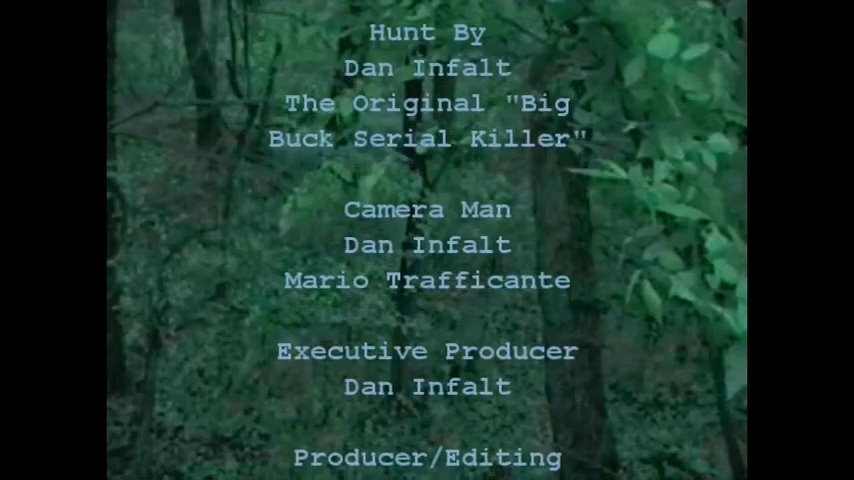 Hunt By
Dan Infalt
The Original "Big
Buck Serial Killer"
Camera Man
Dan Infalt
Mario Trafficante
Executive Producer
Dan Infalt
Producer/Editing